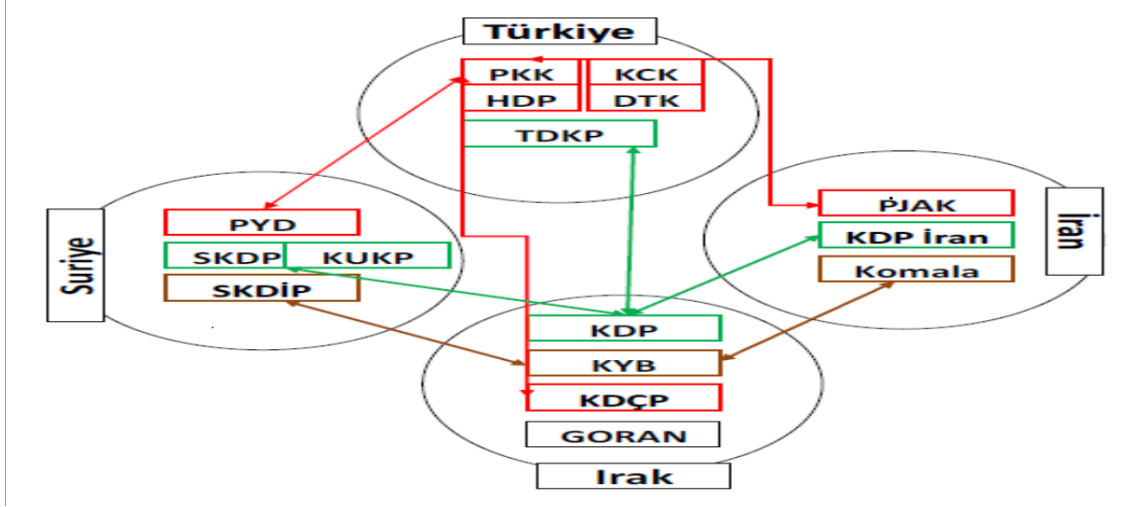 Türkiye
PKK KCK
HDP DTK
TDKP
Suriye
PYD
SKDP KUKP
SKDİP
İran
PJAK
KDP İran
Komala
KDP
KYB
KDÇP
GORAN
Irak